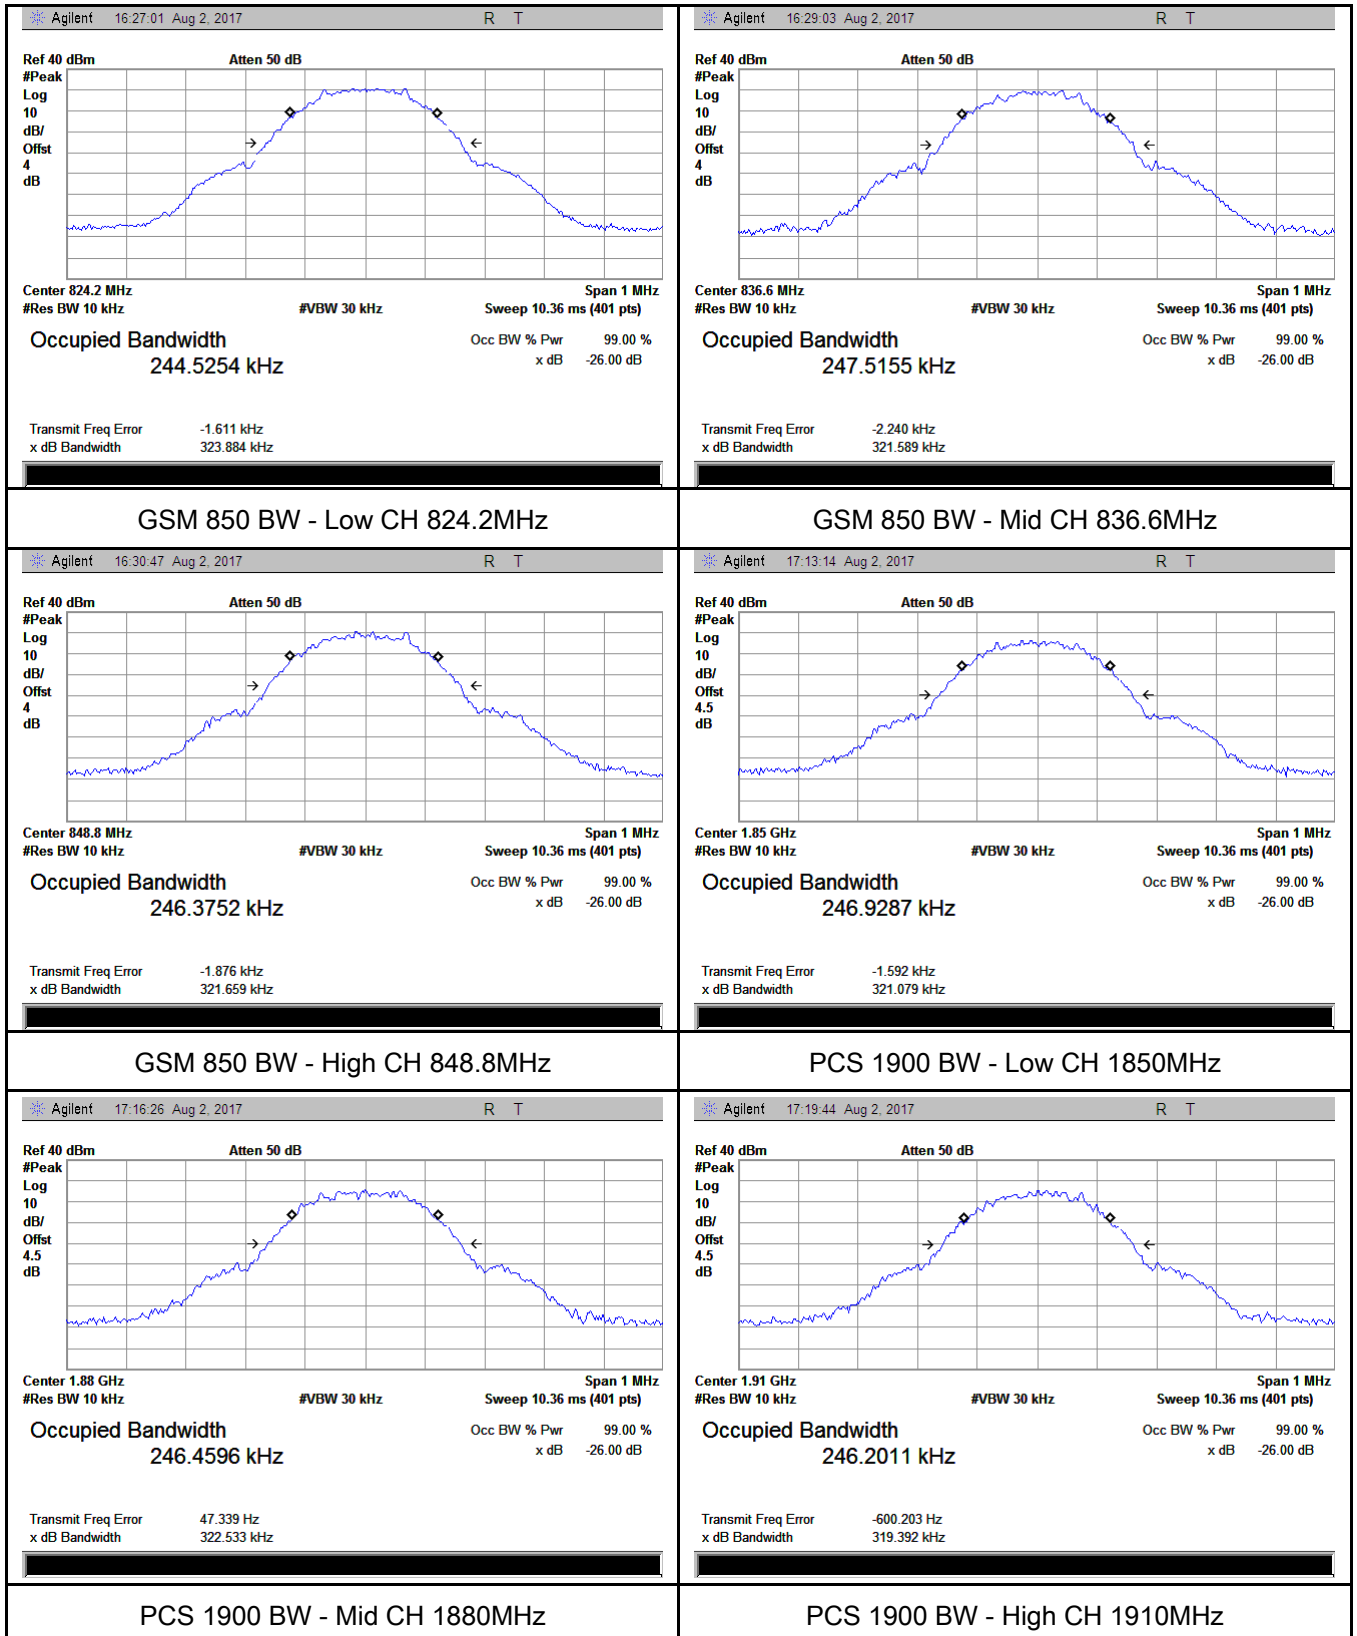 Agilent 16:27:01 Aug 2, 2017 R T
Ref 40 dBm Atten 50 dB
#Peak
Log
10
dB/
Offst
4
dB
Center 824.2 MHz Span 1 MHz
#Res BW 10 kHz #VBW 30 kHz Sweep 10.36 ms (401 pts)
Occupied Bandwidth Occ BW % Pwr 99.00 %
244.5254 kHz x dB -26.00 dB
Transmit Freq Error -1.611 kHz
x dB Bandwidth 323.884 kHz
GSM 850 BW - Low CH 824.2MHz
Agilent 16:29:03 Aug 2, 2017 R T
Ref 40 dBm Atten 50 dB
#Peak
Log
10
dB/
Offst
4
dB
Center 836.6 MHz Span 1 MHz
#Res BW 10 kHz #VBW 30 kHz Sweep 10.36 ms (401 pts)
Occupied Bandwidth Occ BW % Pwr 99.00 %
247.5155 kHz x dB -26.00 dB
Transmit Freq Error -2.240 kHz
x dB Bandwidth 321.589 kHz
GSM 850 BW - Mid CH 836.6MHz
Agilent 16:30:47 Aug 2, 2017 R T
Ref 40 dBm Atten 50 dB
#Peak
Log
10
dB/
Offst
4
dB
Center 848.8 MHz Span 1 MHz
#Res BW 10 kHz #VBW 30 kHz Sweep 10.36 ms (401 pts)
Occupied Bandwidth Occ BW % Pwr 99.00 %
246.3752 kHz x dB -26.00 dB
Transmit Freq Error -1.876 kHz
x dB Bandwidth 321.659 kHz
GSM 850 BW - High CH 848.8MHz
Agilent 17:13:14 Aug 2, 2017 R T
Ref 40 dBm Atten 50 dB
#Peak
Log
10
dB/
Offst
4.5
dB
Center 1.85 GHz Span 1 MHz
#Res BW 10 kHz #VBW 30 kHz Sweep 10.36 ms (401 pts)
Occupied Bandwidth Occ BW % Pwr 99.00 %
246.9287 kHz x dB -26.00 dB
Transmit Freq Error -1.592 kHz
x dB Bandwidth 321.079 kHz
PCS 1900 BW - Low CH 1850MHz
Agilent 17:16:26 Aug 2, 2017 R T
Ref 40 dBm Atten 50 dB
#Peak
Log
10
dB/
Offst
4.5
dB
Center 1.88 GHz Span 1 MHz
#Res BW 10 kHz #VBW 30 kHz Sweep 10.36 ms (401 pts)
Occupied Bandwidth Occ BW % Pwr 99.00 %
246.4596 kHz x dB -26.00 dB
Transmit Freq Error 47.339 Hz
x dB Bandwidth 322.533 kHz
PCS 1900 BW - Mid CH 1880MHz
Agilent 17:19:44 Aug 2, 2017 R T
Ref 40 dBm Atten 50 dB
#Peak
Log
10
dB/
Offst
4.5
dB
Center 1.91 GHz Span 1 MHz
#Res BW 10 kHz #VBW 30 kHz Sweep 10.36 ms (401 pts)
Occupied Bandwidth Occ BW % Pwr 99.00 %
246.2011 kHz x dB -26.00 dB
Transmit Freq Error -600.203 Hz
x dB Bandwidth 319.392 kHz
PCS 1900 BW - High CH 1910MHz